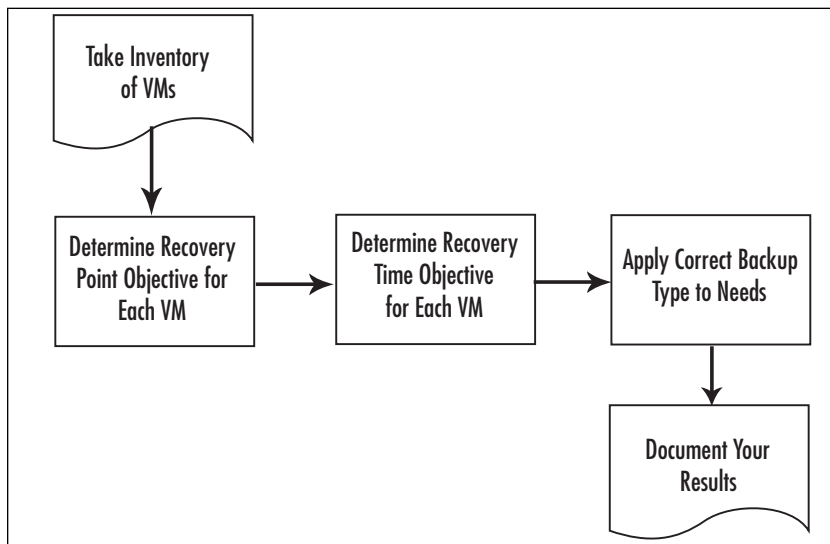 Take Inventory
of VMs
Determine Recovery
Point Objective for
Each VM
Determine Recovery
Time Objective
for Each VM
Apply Correct Backup
Type to Needs
Document Your
Results